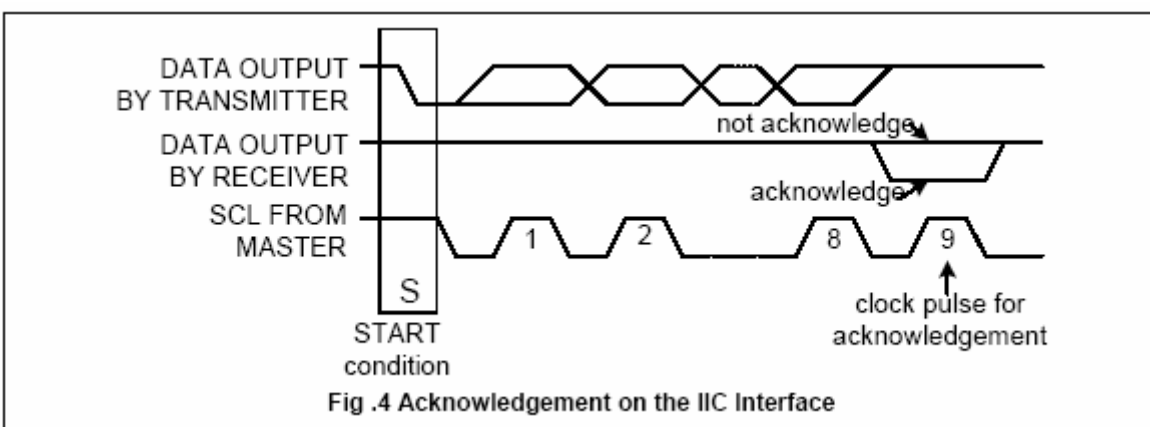 DATA OUTPUT
BY TRANSMITTER
not acknowledge
DATA OUTPUT
BY RECEIVER
acknowledge
SCL FROM
MASTER
1
2
8
9
S
clock pulse for
acknowledgement
START
condition
Fig .4 Acknowledgement on the IIC Interface